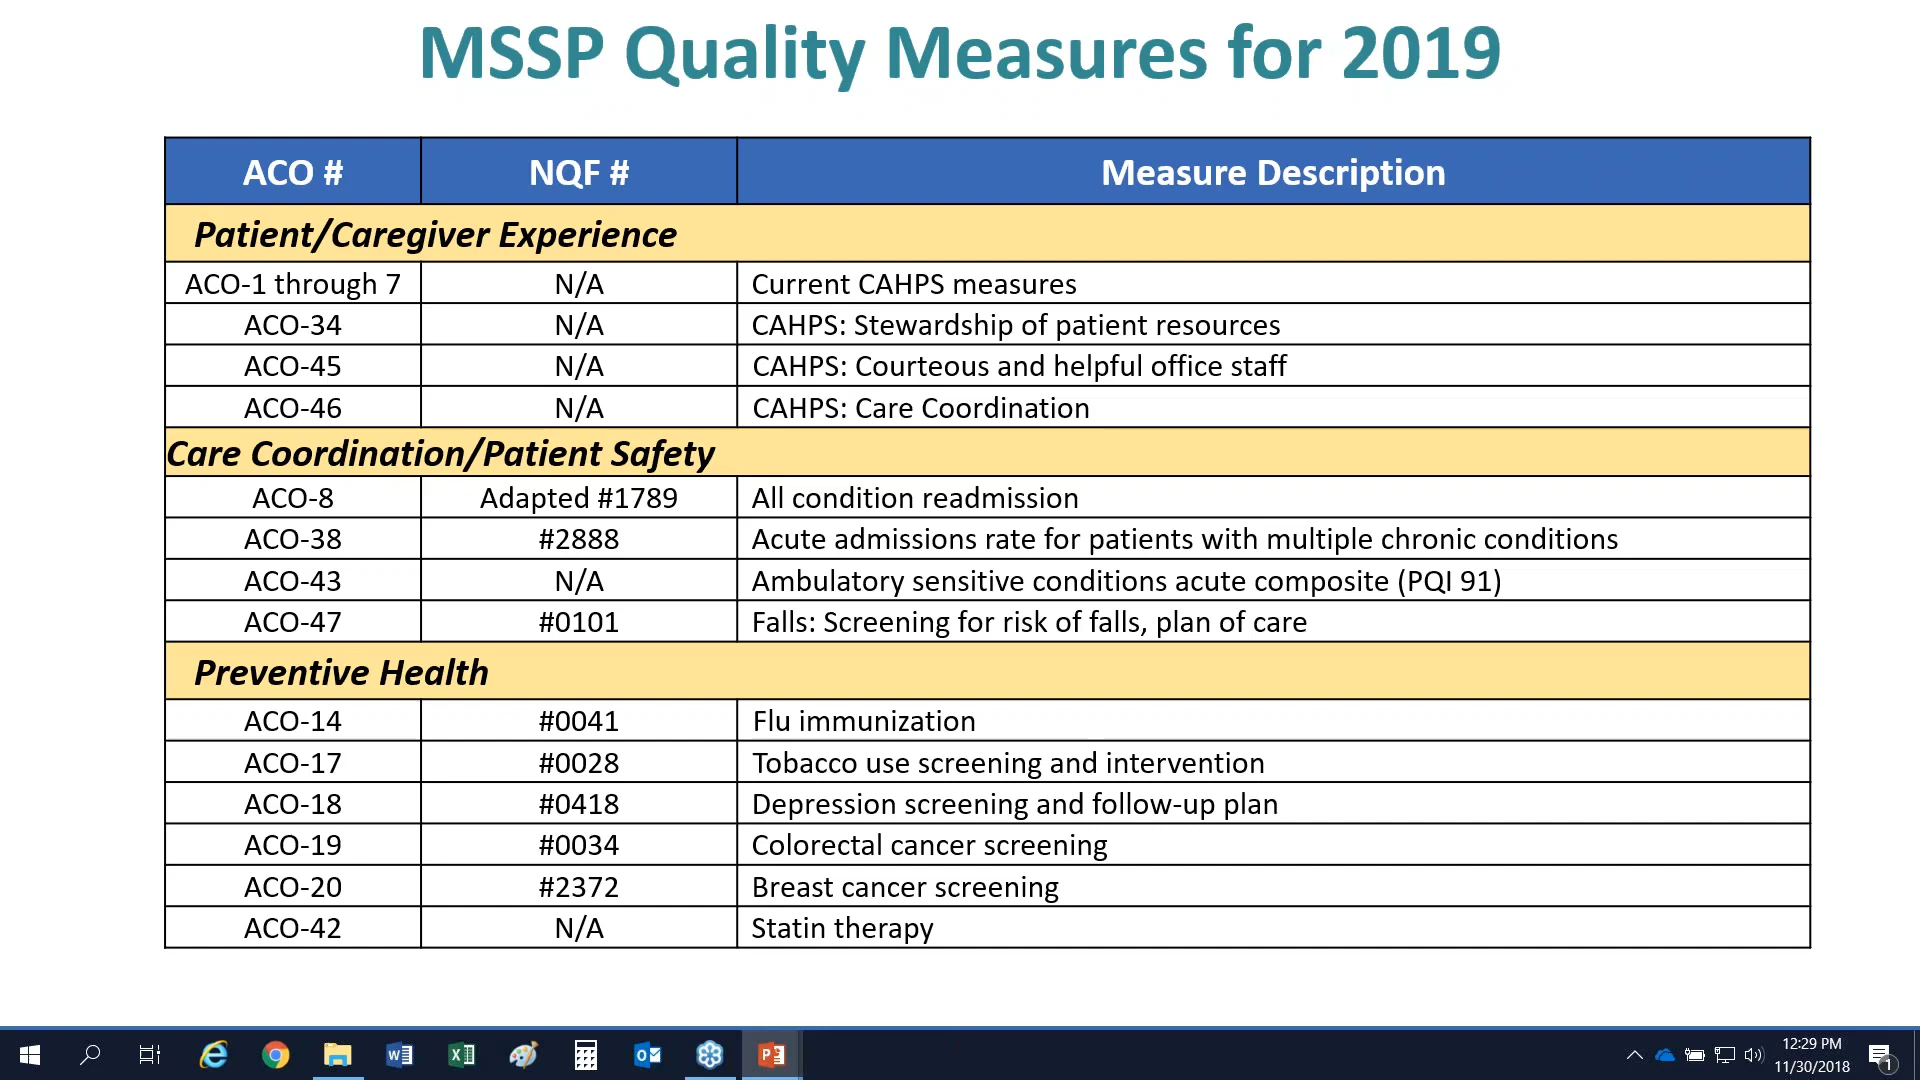 MSSP Quality Measures for 2019
ACO # NQF # Measure Description
Patient/Caregiver Experience
ACO-1 through 7 N/A Current CAHPS measures
ACO-34 N/A CAHPS: Stewardship of patient resources
ACO-45 N/A CAHPS: Courteous and helpful office staff
ACO-46 N/A CAHPS: Care Coordination
Care Coordination/Patient Safety
ACO-8 Adapted #1789 All condition readmission
ACO-38 #2888 Acute admissions rate for patients with multiple chronic conditions
ACO-43 N/A Ambulatory sensitive conditions acute composite (PQI 91)
ACO-47 #0101 Falls: Screening for risk of falls, plan of care
Preventive Health
ACO-14 #0041 Flu immunization
ACO-17 #0028 Tobacco use screening and intervention
ACO-18 #0418 Depression screening and follow-up plan
ACO-19 #0034 Colorectal cancer screening
ACO-20 #2372 Breast cancer screening
ACO-42 N/A Statin therapy
12:29 PM
11/30/2018
1